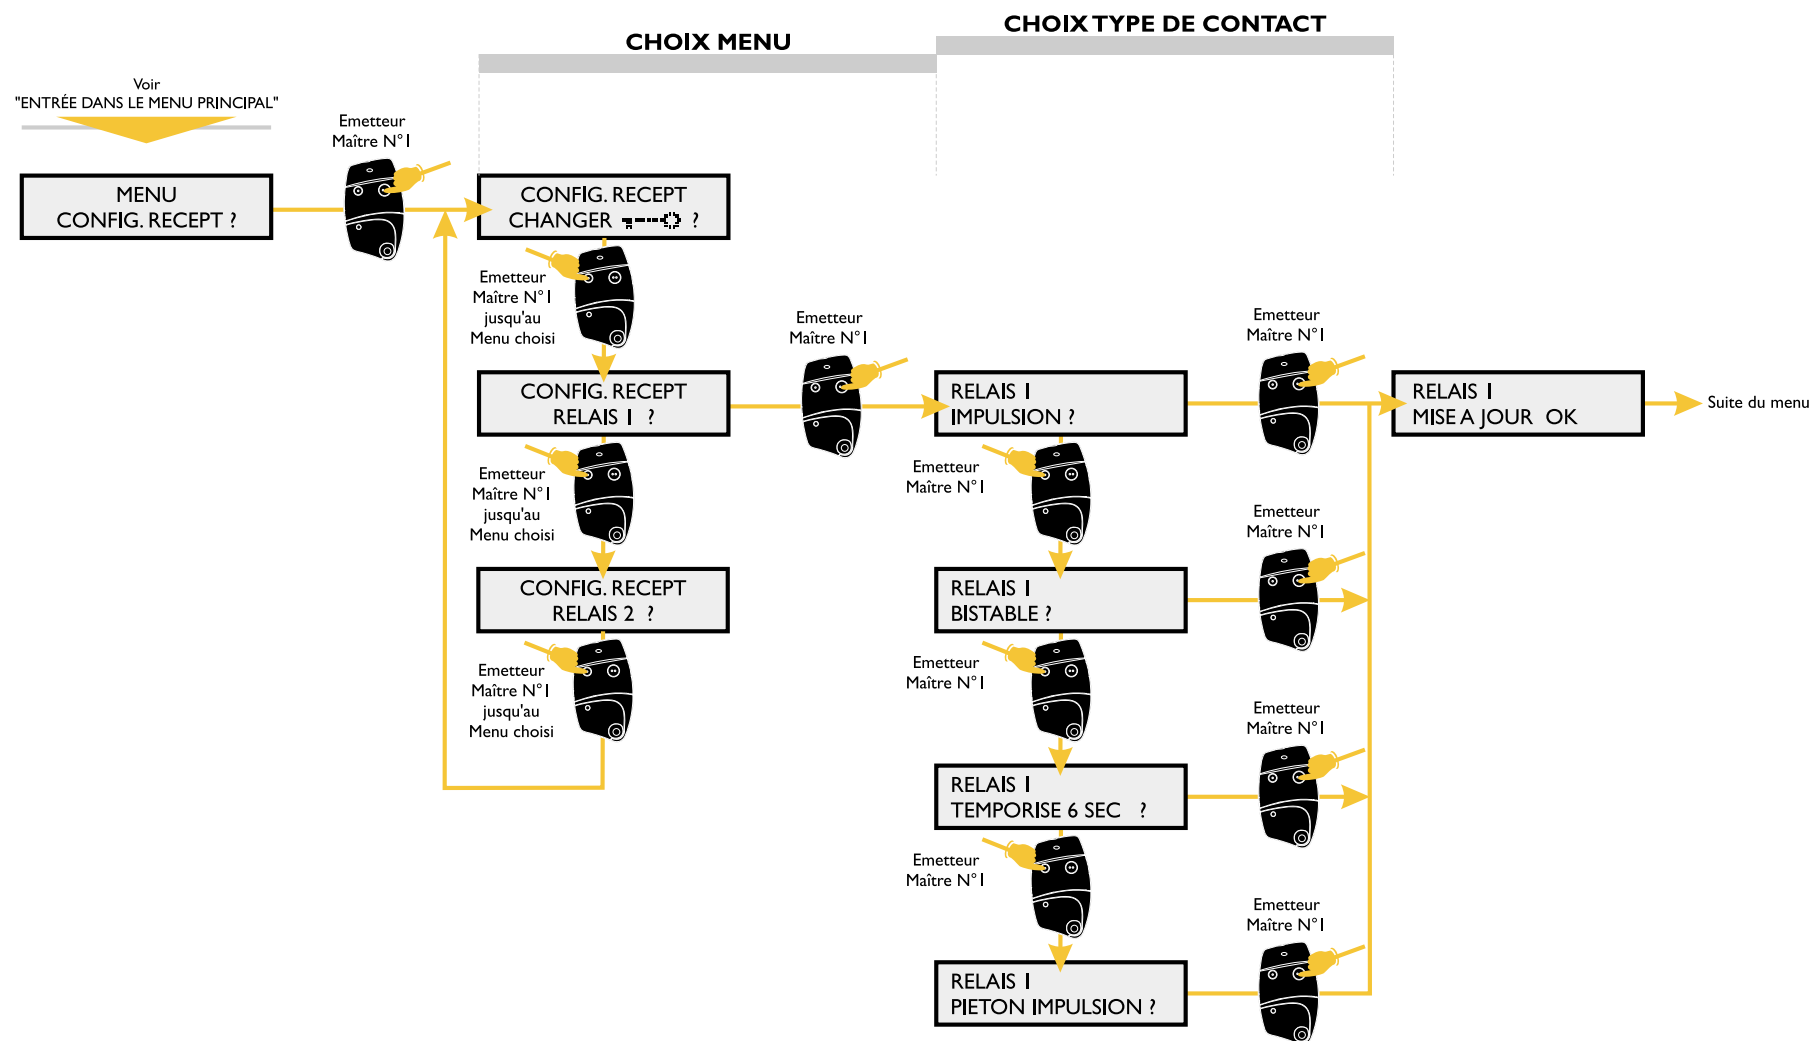 CHOIX MENU
CHOIX TYPE DE CONTACT
Voir
"ENTRÉE DANS LE MENU PRINCIPAL"
Emetteur
Maître N°1
MENU
CONFIG. RECEPT ?
CONFIG. RECEPT
CHANGER ?
Emetteur
Maître N°1
jusqu'au
Menu choisi
CONFIG. RECEPT
RELAIS 1 ?
Emetteur
Maître N°1
jusqu'au
Menu choisi
CONFIG. RECEPT
RELAIS 2 ?
Emetteur
Maître N°1
jusqu'au
Menu choisi
Emetteur
Maître N°1
RELAIS 1
IMPULSION ?
Emetteur
Maître N°1
RELAIS 1
MISE A JOUR OK
Suite du menu
Emetteur
Maître N°1
RELAIS 1
BISTABLE ?
Emetteur
Maître N°1
Emetteur
Maître N°1
RELAIS 1
TEMPORISE 6 SEC ?
Emetteur
Maître N°1
Emetteur
Maître N°1
RELAIS 1
PIETON IMPULSION ?
Emetteur
Maître N°1